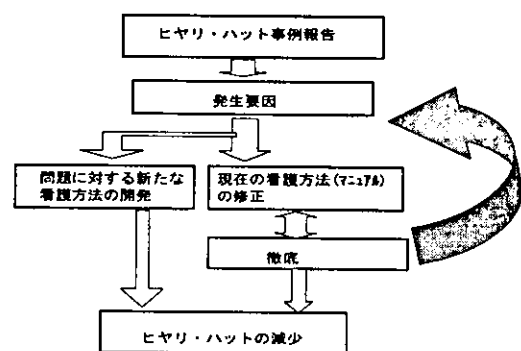 ヒヤリ・ハット事例報告
発生要因
問題に対する新たな
看護方法の開発
現在の看護方法(マニュアル)
の修正
徹底
ヒヤリ・ハットの減少